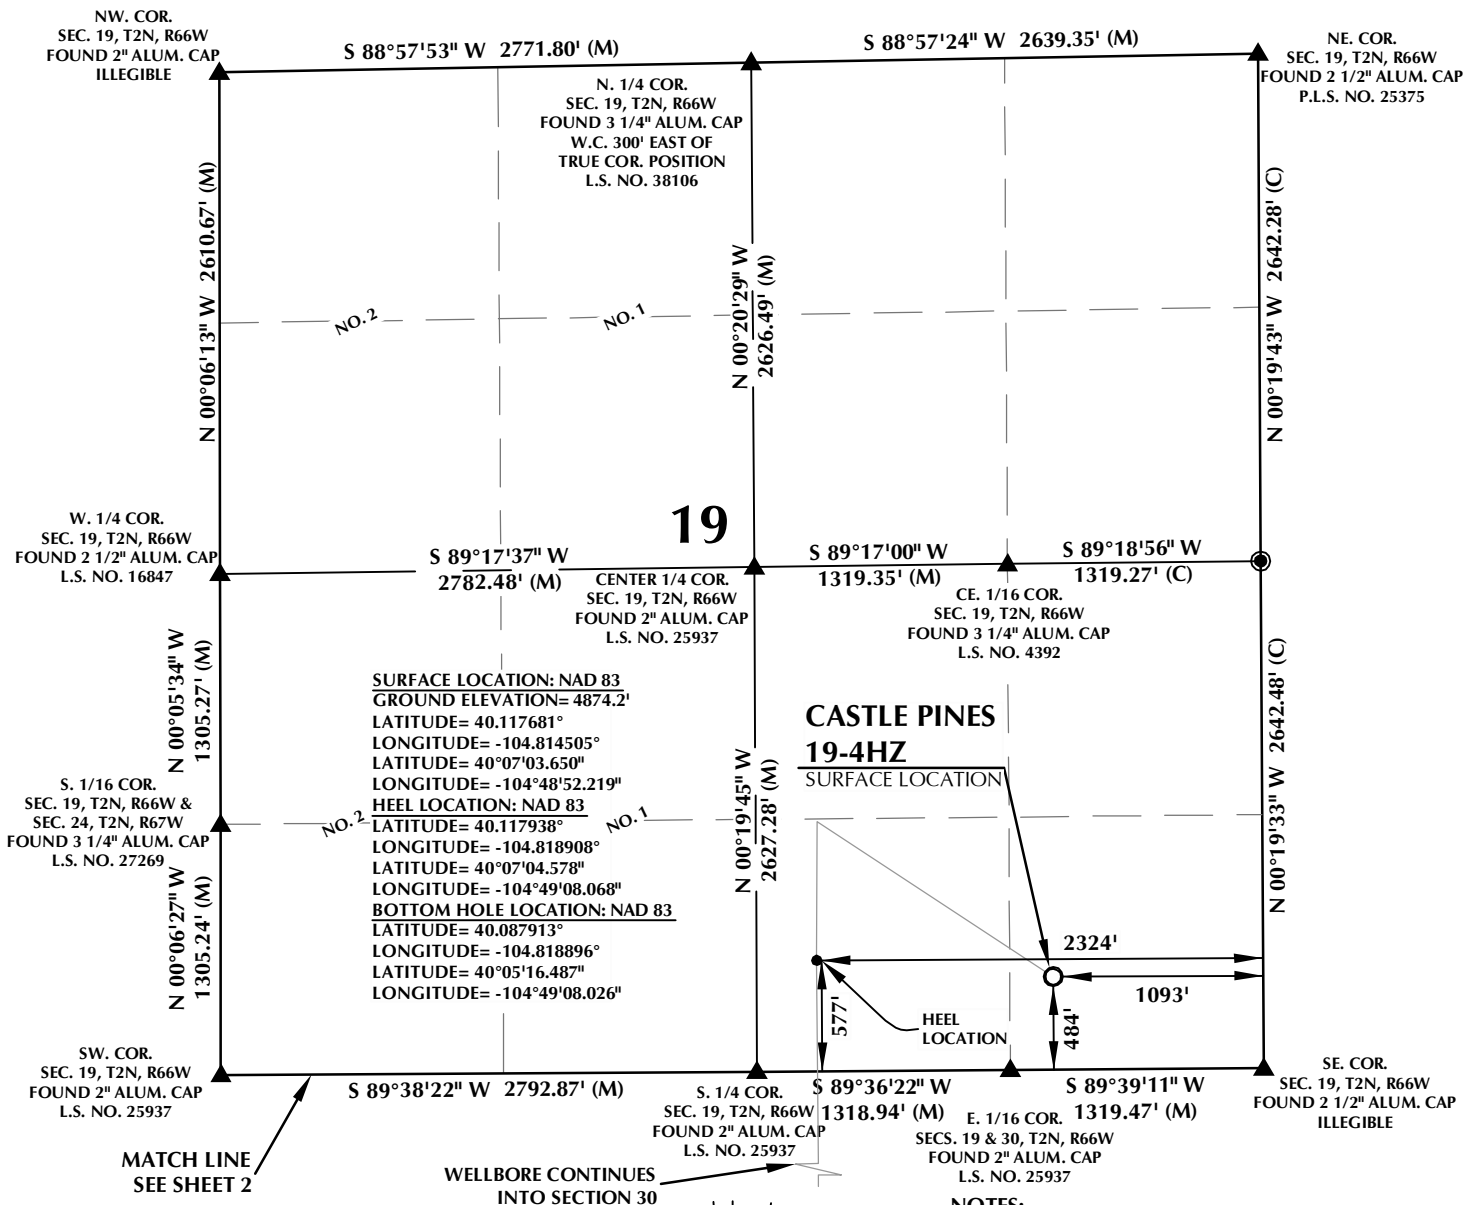 NW. COR.
SEC. 19, T2N, R66W
FOUND 2" ALUM. CAP
ILLEGIBLE
S 88°57'53" W 2771.80' (M)
S 88°57'24" W 2639.35' (M)
NE. COR.
SEC. 19, T2N, R66W
FOUND 2 1/2" ALUM. CAP
P.L.S. NO. 25375
N. 1/4 COR.
SEC. 19, T2N, R66W
FOUND 3 1/4" ALUM. CAP
W.C. 300' EAST OF
TRUE COR. POSITION
L.S. NO. 38106
N 00°06'13" W 2610.67' (M)
N 00°20'29" W
2626.49' (M)
N 00°19'43" W 2642.28' (C)
NO. 2
NO. 1
19
W. 1/4 COR.
SEC. 19, T2N, R66W
FOUND 2 1/2" ALUM. CAP
L.S. NO. 16847
S 89°17'37" W
2782.48' (M)
CENTER 1/4 COR.
SEC. 19, T2N, R66W
FOUND 2" ALUM. CAP
L.S. NO. 25937
S 89°17'00" W
1319.35' (M)
S 89°18'56" W
1319.27' (C)
CE. 1/16 COR.
SEC. 19, T2N, R66W
FOUND 3 1/4" ALUM. CAP
L.S. NO. 4392
N 00°05'34" W
1305.27' (M)
SURFACE LOCATION: NAD 83
GROUND ELEVATION= 4874.2'
LATITUDE= 40.117681°
LONGITUDE= -104.814505°
LATITUDE= 40°07'03.650"
LONGITUDE= -104°48'52.219"
HEEL LOCATION: NAD 83
LATITUDE= 40.117938°
LONGITUDE= -104.818908°
LATITUDE= 40°07'04.578"
LONGITUDE= -104°49'08.068"
BOTTOM HOLE LOCATION: NAD 83
LATITUDE= 40.087913°
LONGITUDE= -104.818896°
LATITUDE= 40°05'16.487"
LONGITUDE= -104°49'08.026"
NO. 2
NO. 1
N 00°19'45" W
2627.28' (M)
CASTLE PINES
19-4HZ
SURFACE LOCATION
N 00°19'33" W 2642.48' (C)
S. 1/16 COR.
SEC. 19, T2N, R66W &
SEC. 24, T2N, R67W
FOUND 3 1/4" ALUM. CAP
L.S. NO. 27269
N 00°06'27" W
1305.24' (M)
2324'
1093'
577'
484'
HEEL
LOCATION
SW. COR.
SEC. 19, T2N, R66W
FOUND 2" ALUM. CAP
L.S. NO. 25937
S 89°38'22" W 2792.87' (M)
S. 1/4 COR.
SEC. 19, T2N, R66W
FOUND 2" ALUM. CAP
L.S. NO. 25937
S 89°36'22" W
1318.94' (M)
S 89°39'11" W
1319.47' (M)
E. 1/16 COR.
SECS. 19 & 30, T2N, R66W
FOUND 2" ALUM. CAP
L.S. NO. 25937
SE. COR.
SEC. 19, T2N, R66W
FOUND 2 1/2" ALUM. CAP
ILLEGIBLE
MATCH LINE
SEE SHEET 2
WELLBORE CONTINUES
INTO SECTION 30
NOTES: